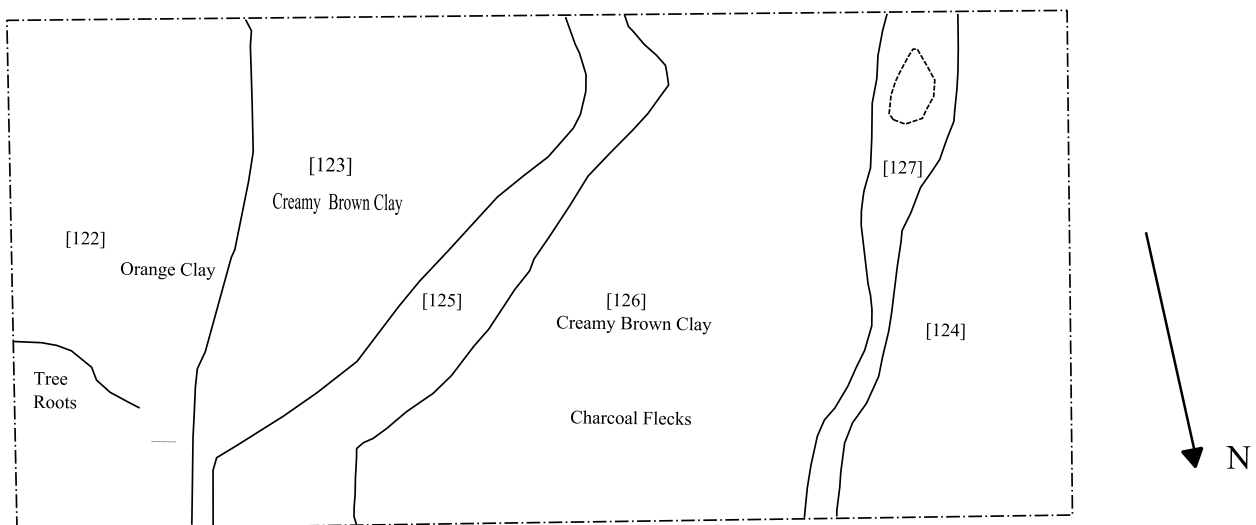 [123]
Creamy Brown Clay
[122]
Orange Clay
Tree
Roots
[125]
[126]
Creamy Brown Clay
Charcoal Flecks
[127]
[124]
N